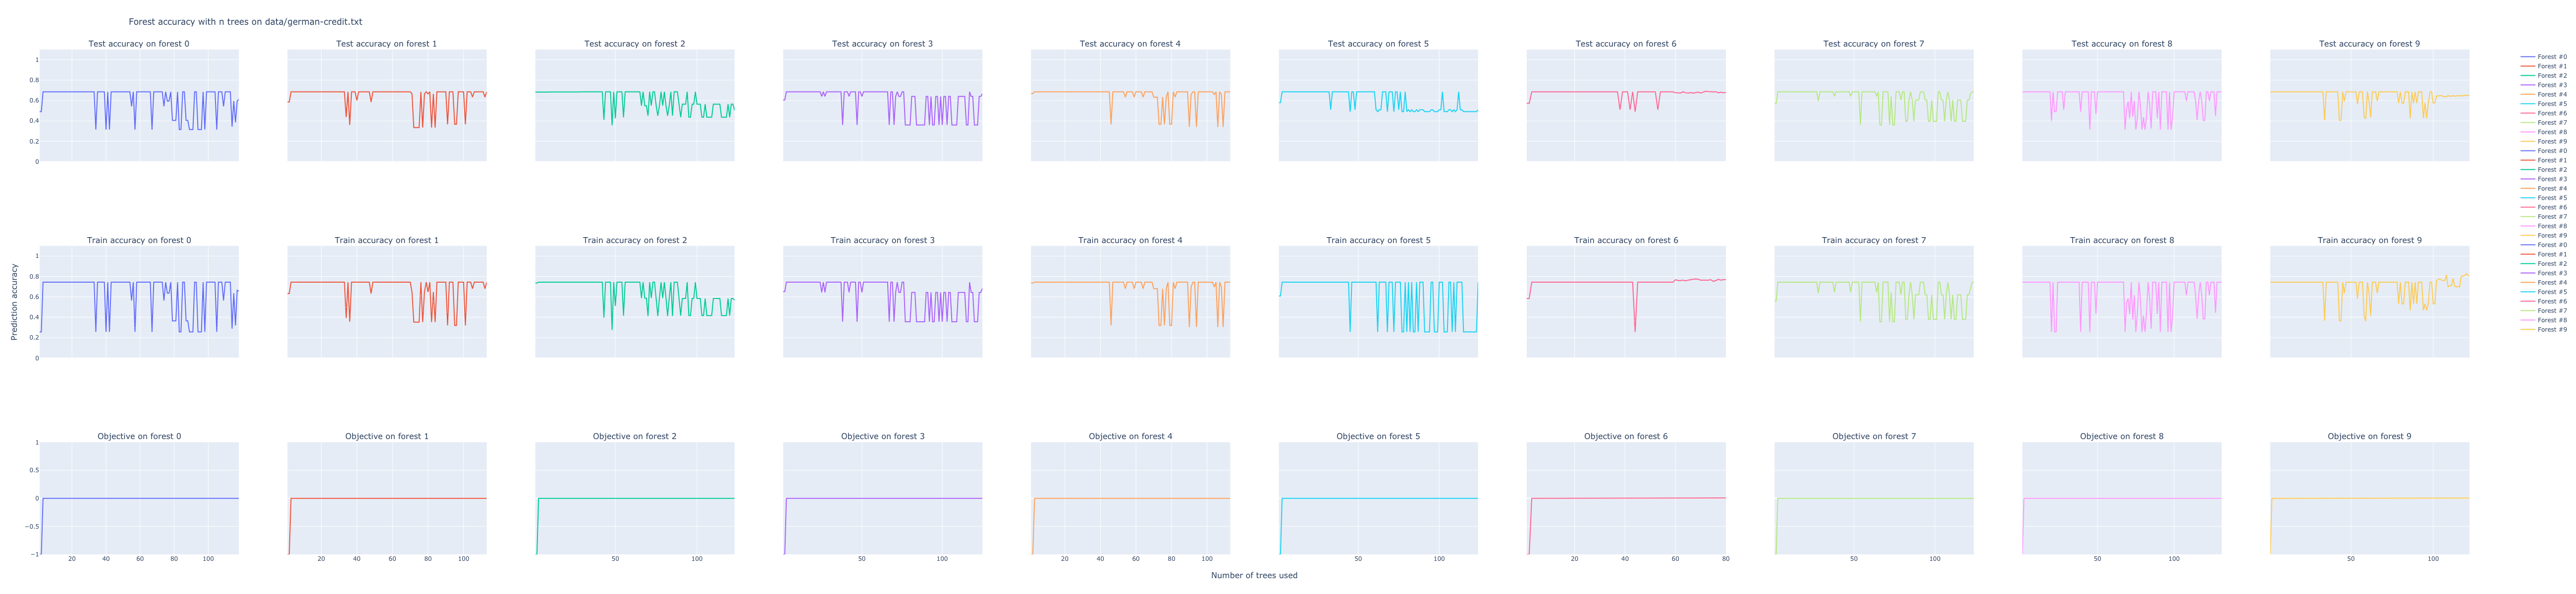 Forest accuracy with n trees on data/german-credit.txt
Test accuracy on forest 0
Test accuracy on forest 1
Test accuracy on forest 2
Test accuracy on forest 3
Test accuracy on forest 4
Test accuracy on forest 5
Test accuracy on forest 6
Test accuracy on forest 7
Test accuracy on forest 8
Test accuracy on forest 9
1
0.8
0.6
0.4
0.2
0
Train accuracy on forest 0
Train accuracy on forest 1
Train accuracy on forest 2
Train accuracy on forest 3
Train accuracy on forest 4
Train accuracy on forest 5
Train accuracy on forest 6
Train accuracy on forest 7
Train accuracy on forest 8
Train accuracy on forest 9
Prediction accuracy
1
0.8
0.6
0.4
0.2
0
Objective on forest 0
Objective on forest 1
Objective on forest 2
Objective on forest 3
Objective on forest 4
Objective on forest 5
Objective on forest 6
Objective on forest 7
Objective on forest 8
Objective on forest 9
1
0.5
0
−0.5
−1
20 40 60 80 100
20 40 60 80 100
50 100
50 100
20 40 60 80 100
50 100
20 40 60 80
50 100
50 100
50 100
Number of trees used
Forest #0
Forest #1
Forest #2
Forest #3
Forest #4
Forest #5
Forest #6
Forest #7
Forest #8
Forest #9
Forest #0
Forest #1
Forest #2
Forest #3
Forest #4
Forest #5
Forest #6
Forest #7
Forest #8
Forest #9
Forest #0
Forest #1
Forest #2
Forest #3
Forest #4
Forest #5
Forest #6
Forest #7
Forest #8
Forest #9